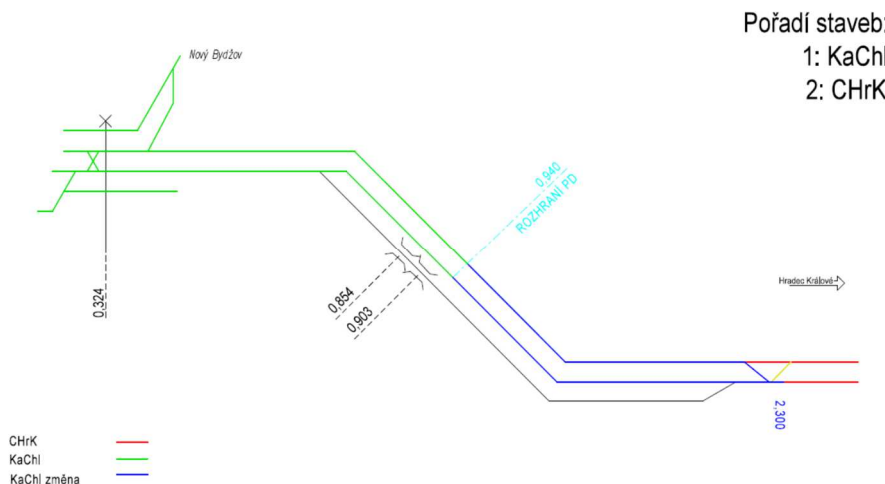 Pořadí staveb:
1: KaChl
2: CHrK
Nový Bydžov
0,940
ROZHRANÍ PD
Hradec Králové
0,324
0,854
0,903
2,300
CHrK
KaChl
KaChl změna